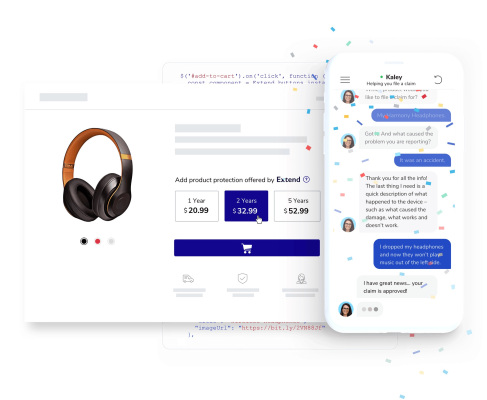 $('#add-to-cart').on('click', function (
const component = Extend.buttons.instance
Add product protection offered by Extend
1 Year
$20.99
2 Years
$32.99
5 Years
$52.99
"imageUrl": "https://bit.ly/
},
Kaley
Helping you file a claim
like to file a claim for?
My Harmony Headphones
Got it! And what caused the
problem you are reporting?
It was an accident.
Thank you for all the info!
The last thing I need is a
quick description of what
happened to the device –
such as what caused the
damage, what works and
doesn't work.
I dropped my headphones
and now they won't play
music out of the left side.
I have great news... your
claim is approved!